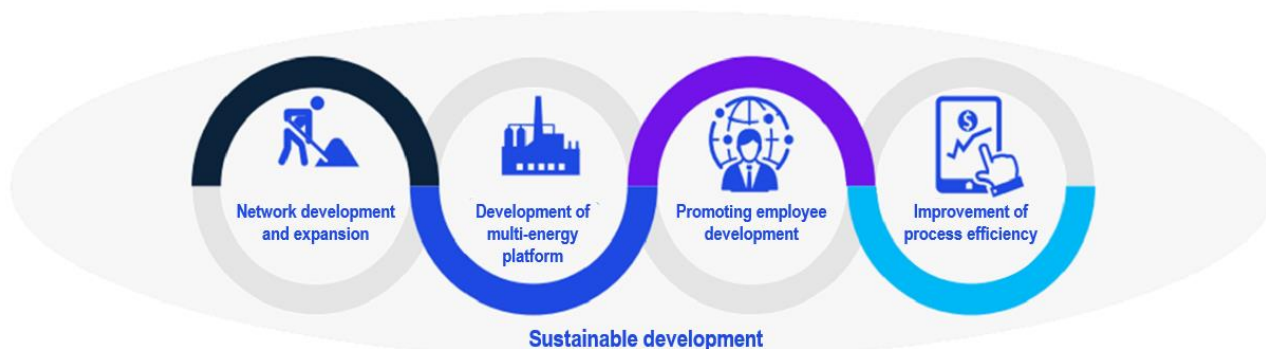 Network development
and expansion
Development of
multi-energy
platform
Promoting employee
development
$
Improvement of
process efficiency
Sustainable development